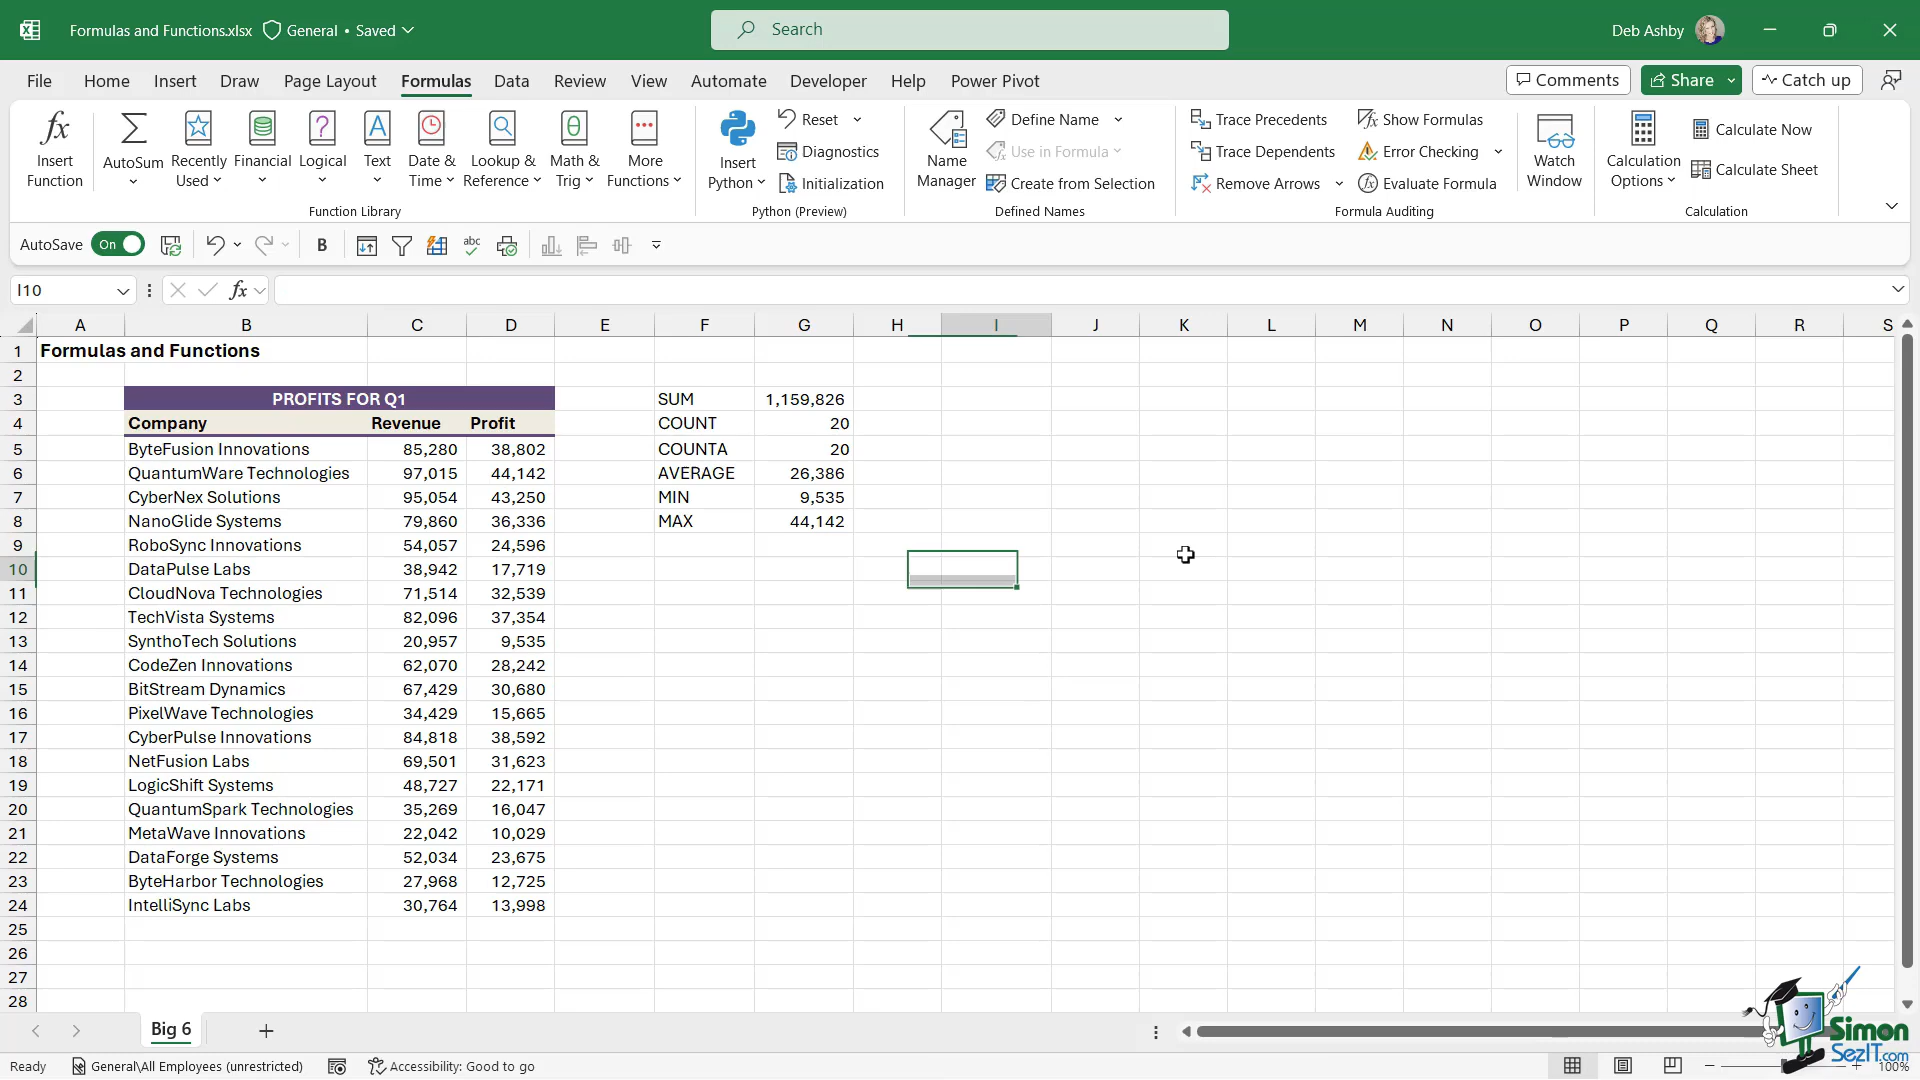 Formulas and Functions.xlsx General • Saved
Search
Deb Ashby
File Home Insert Draw Page Layout Formulas Data Review View Automate Developer Help Power Pivot
Comments Share Catch up
Insert Function
AutoSum
Recently Used
Financial
Logical
Text
Date & Time
Lookup & Reference
Math & Trig
More Functions
Function Library
Insert Python
Reset
Diagnostics
Initialization
Python (Preview)
Name Manager
Define Name
Use in Formula
Create from Selection
Defined Names
Trace Precedents
Trace Dependents
Remove Arrows
Show Formulas
Error Checking
Evaluate Formula
Formula Auditing
Watch Window
Calculation Options
Calculate Now
Calculate Sheet
Calculation
AutoSave On B abc
I10 fx
A B C D E F G H I J K L M N O P Q R S
1 Formulas and Functions
2
3 PROFITS FOR Q1 SUM 1,159,826
4 Company Revenue Profit COUNT 20
5 ByteFusion Innovations 85,280 38,802 COUNTA 20
6 QuantumWare Technologies 97,015 44,142 AVERAGE 26,386
7 CyberNex Solutions 95,054 43,250 MIN 9,535
8 NanoGlide Systems 79,860 36,336 MAX 44,142
9 RoboSync Innovations 54,057 24,596
10 DataPulse Labs 38,942 17,719
11 CloudNova Technologies 71,514 32,539
12 TechVista Systems 82,096 37,354
13 SynthoTech Solutions 20,957 9,535
14 CodeZen Innovations 62,070 28,242
15 BitStream Dynamics 67,429 30,680
16 PixelWave Technologies 34,429 15,665
17 CyberPulse Innovations 84,818 38,592
18 NetFusion Labs 69,501 31,623
19 LogicShift Systems 48,727 22,171
20 QuantumSpark Technologies 35,269 16,047
21 MetaWave Innovations 22,042 10,029
22 DataForge Systems 52,034 23,675
23 ByteHarbor Technologies 27,968 12,725
24 IntelliSync Labs 30,764 13,998
25
26
27
28
Big 6
Simon
SezIT.com
Ready General\All Employees (unrestricted) Accessibility: Good to go 100%